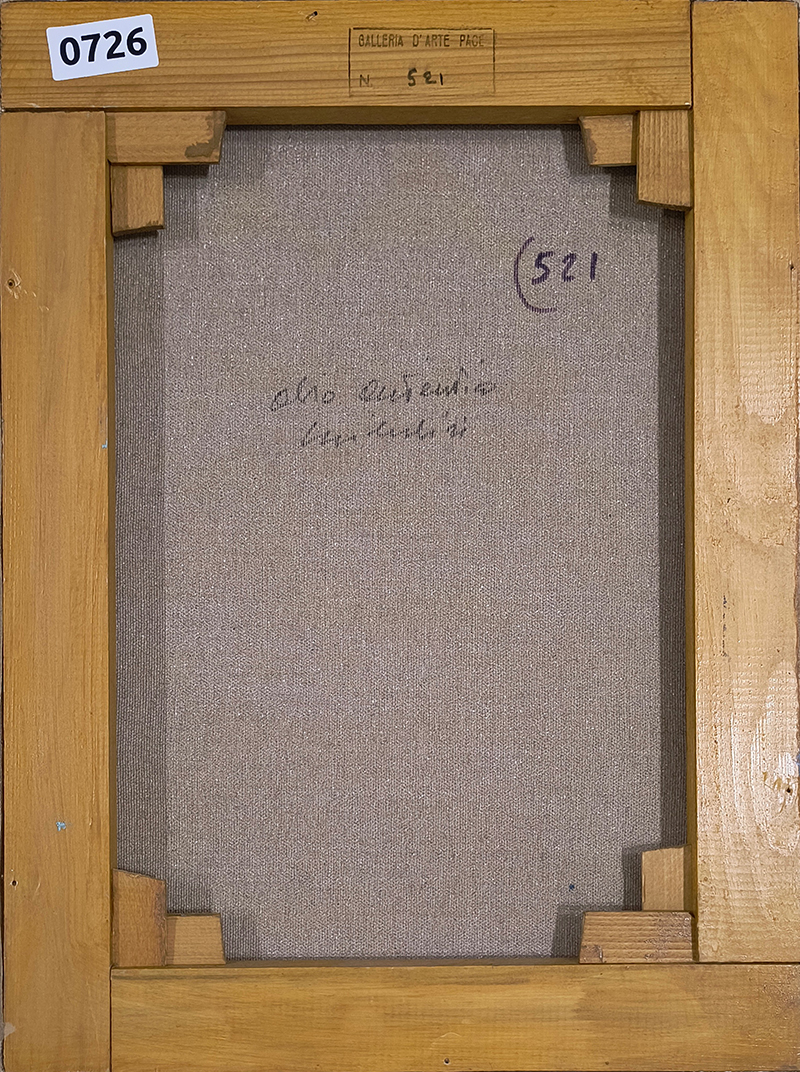 0726
GALLERIA D'ARTE PACE
N. 521
(521
olio autentico